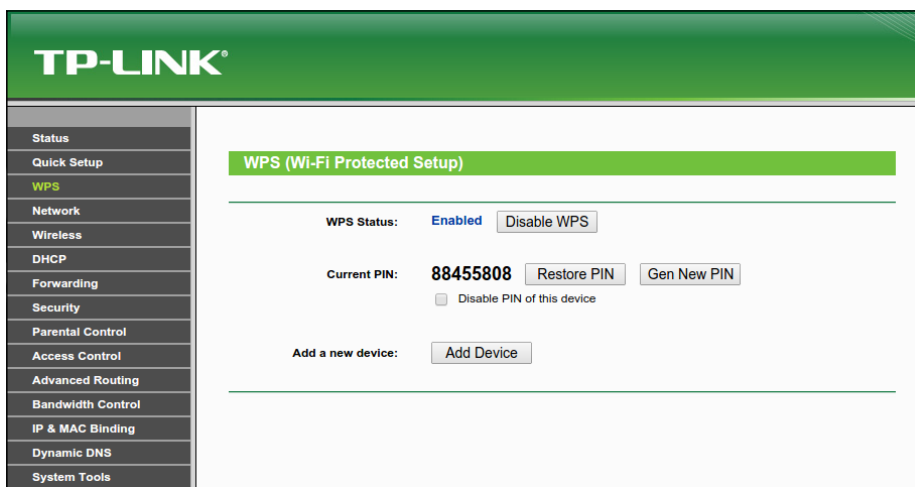 TP-LINK®
Status
Quick Setup
WPS
Network
Wireless
DHCP
Forwarding
Security
Parental Control
Access Control
Advanced Routing
Bandwidth Control
IP & MAC Binding
Dynamic DNS
System Tools
WPS (Wi-Fi Protected Setup)
WPS Status: Enabled Disable WPS
Current PIN: 88455808 Restore PIN Gen New PIN
Disable PIN of this device
Add a new device: Add Device